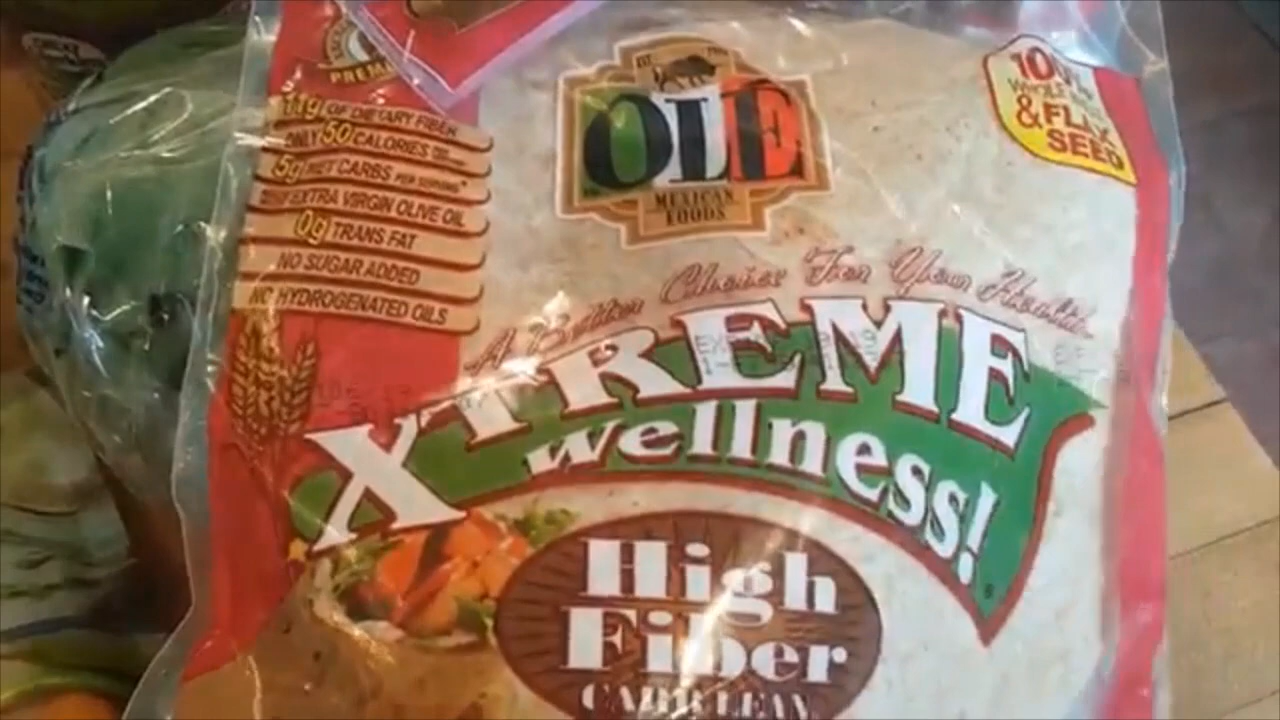 11g OF DIETARY FIBER
ONLY 50 CALORIES
5g NET CARBS PER SERVING
EXTRA VIRGIN OLIVE OIL
0g TRANS FAT
NO SUGAR ADDED
NO HYDROGENATED OILS
OLE
MEXICAN
FOODS
& FLAX
SEED
A Better Choice For Your Health
XTREME
wellness!
High
Fiber